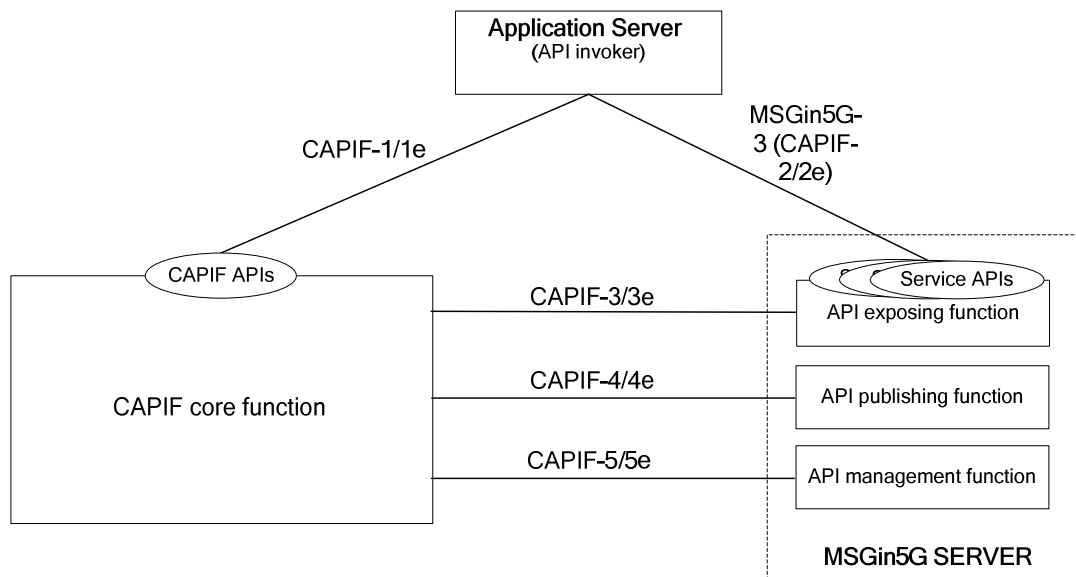 Application Server
(API invoker)
MSGin5G-
3 (CAPIF-
2/2e)
CAPIF-1/1e
CAPIF APIs
Service APIs
CAPIF-3/3e
API exposing function
CAPIF-4/4e
API publishing function
CAPIF core function
CAPIF-5/5e
API management function
MSGin5G SERVER